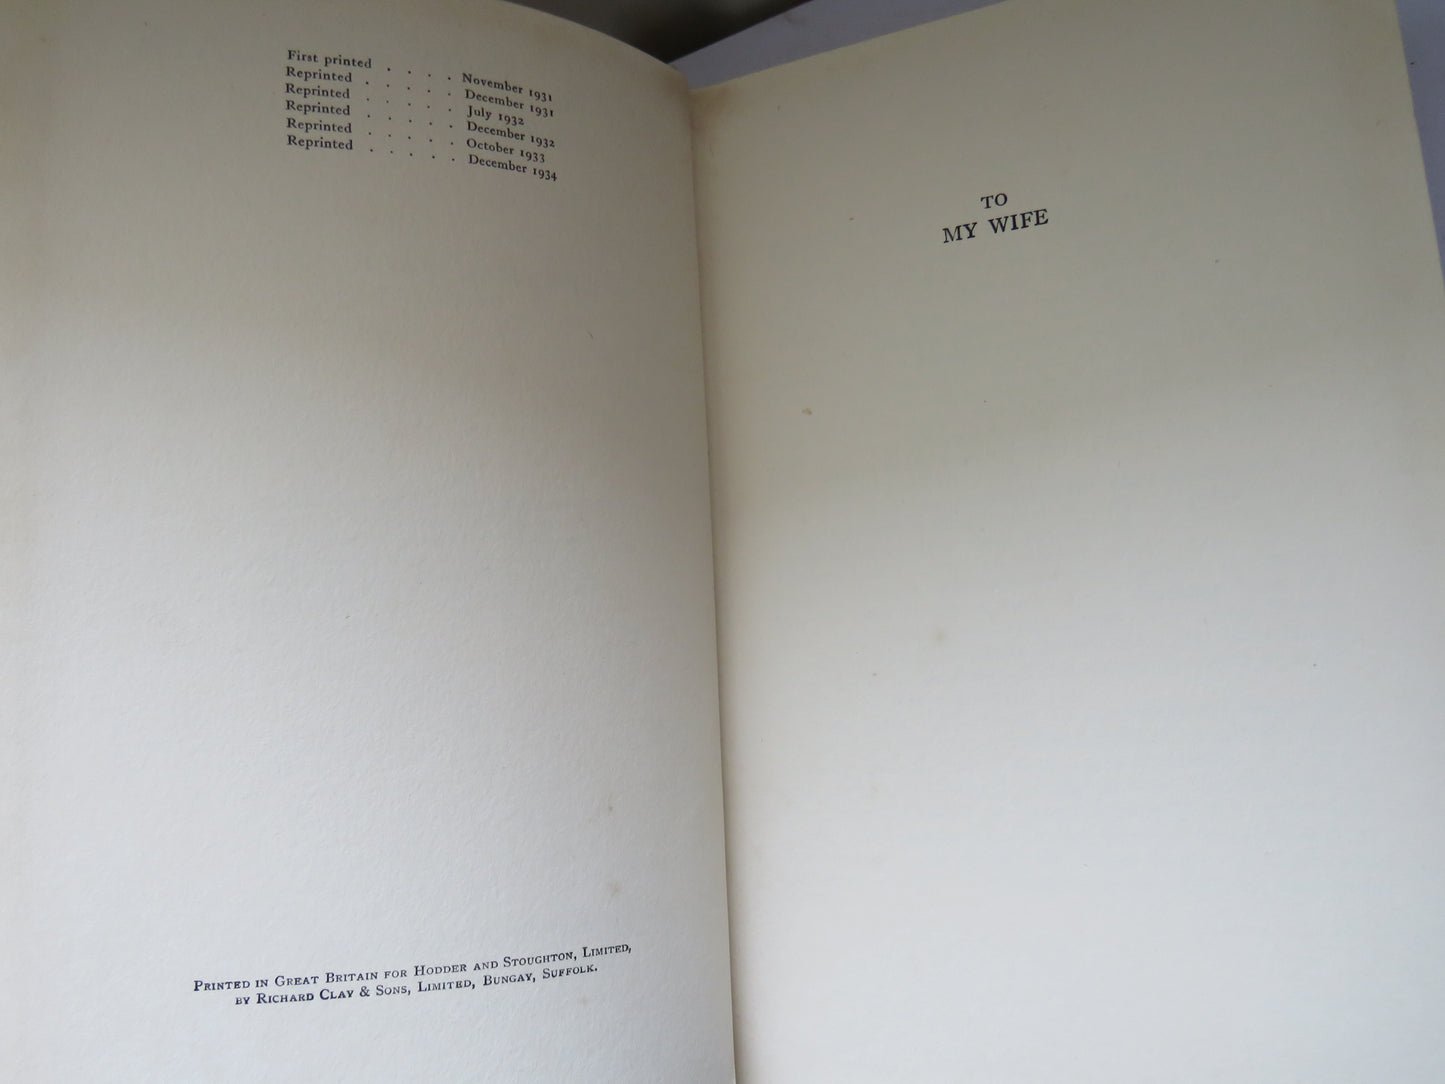 First printed . . . . November 1931
Reprinted . . . . . December 1931
Reprinted . . . . . July 1932
Reprinted . . . . . December 1932
Reprinted . . . . . October 1933
Reprinted . . . . . December 1934
Printed in Great Britain for Hodder and Stoughton, Limited,
by Richard Clay & Sons, Limited, Bungay, Suffolk.
TO
MY WIFE